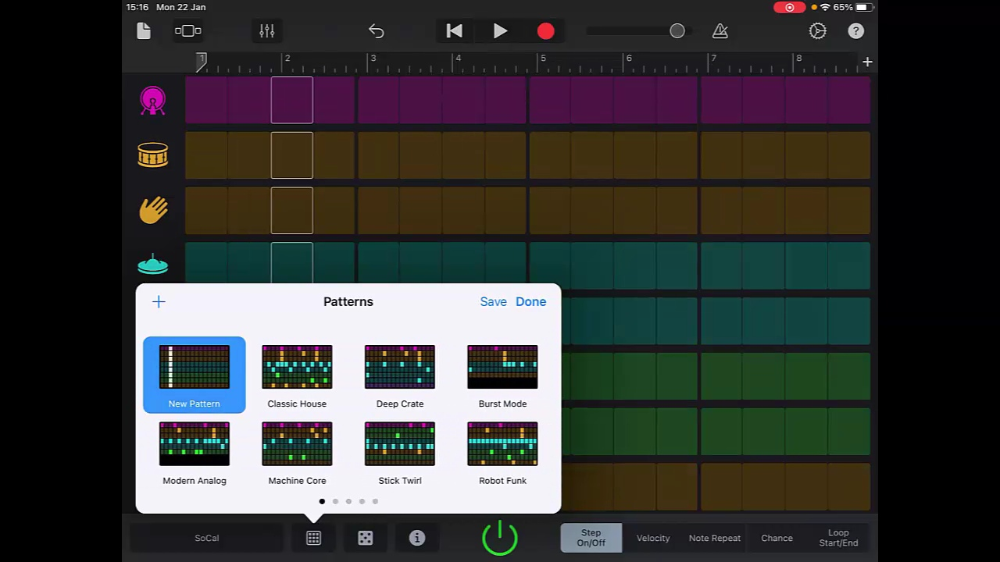 15:16 Mon 22 Jan 65%
?
1 2 3 4 5 6 7 8 +
+ Patterns Save Done
New Pattern Classic House Deep Crate Burst Mode
Modern Analog Machine Core Stick Twirl Robot Funk
SoCal
Step
On/Off
Velocity
Note Repeat
Chance
Loop
Start/End